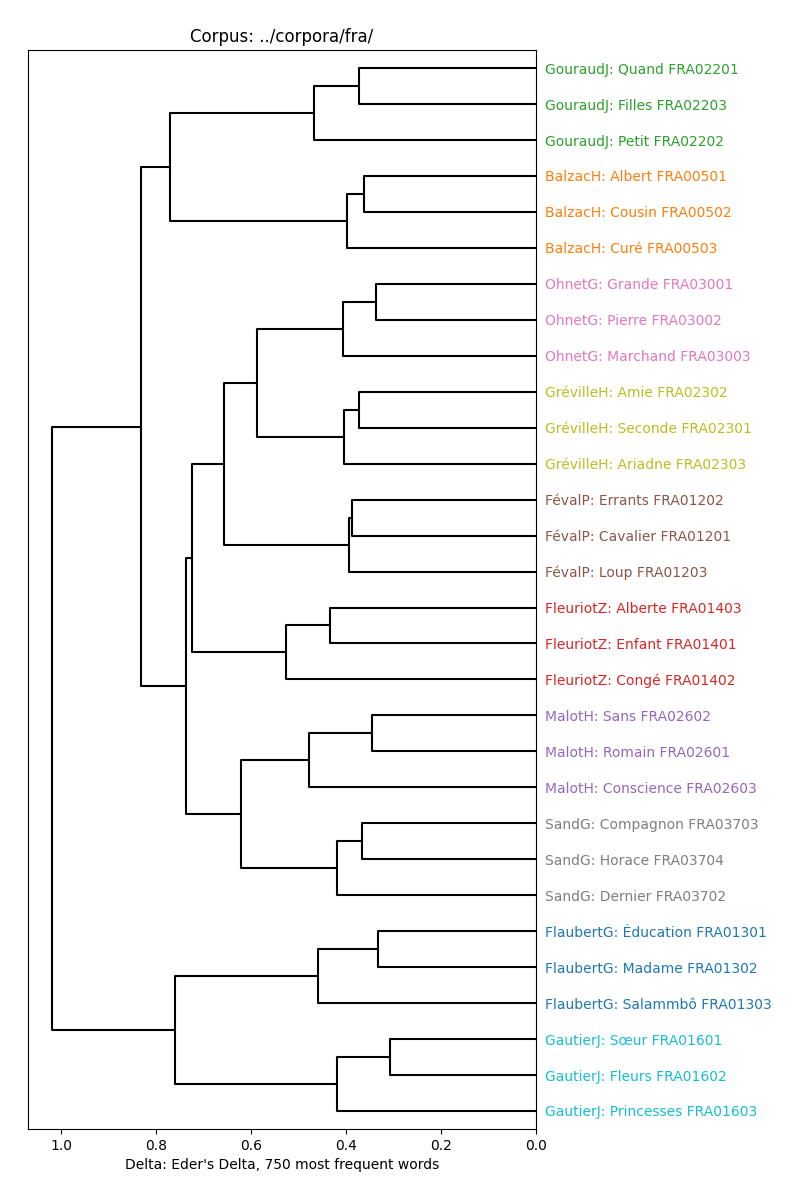 Corpus: ../corpora/fra/
GouraudJ: Quand FRA02201
GouraudJ: Filles FRA02203
GouraudJ: Petit FRA02202
BalzacH: Albert FRA00501
BalzacH: Cousin FRA00502
BalzacH: Curé FRA00503
OhnetG: Grande FRA03001
OhnetG: Pierre FRA03002
OhnetG: Marchand FRA03003
GrévilleH: Amie FRA02302
GrévilleH: Seconde FRA02301
GrévilleH: Ariadne FRA02303
FévalP: Errants FRA01202
FévalP: Cavalier FRA01201
FévalP: Loup FRA01203
FleuriotZ: Alberte FRA01403
FleuriotZ: Enfant FRA01401
FleuriotZ: Congé FRA01402
MalotH: Sans FRA02602
MalotH: Romain FRA02601
MalotH: Conscience FRA02603
SandG: Compagnon FRA03703
SandG: Horace FRA03704
SandG: Dernier FRA03702
FlaubertG: Éducation FRA01301
FlaubertG: Madame FRA01302
FlaubertG: Salammbô FRA01303
GautierJ: Sœur FRA01601
GautierJ: Fleurs FRA01602
GautierJ: Princesses FRA01603
1.0 0.8 0.6 0.4 0.2 0.0
Delta: Eder's Delta, 750 most frequent words